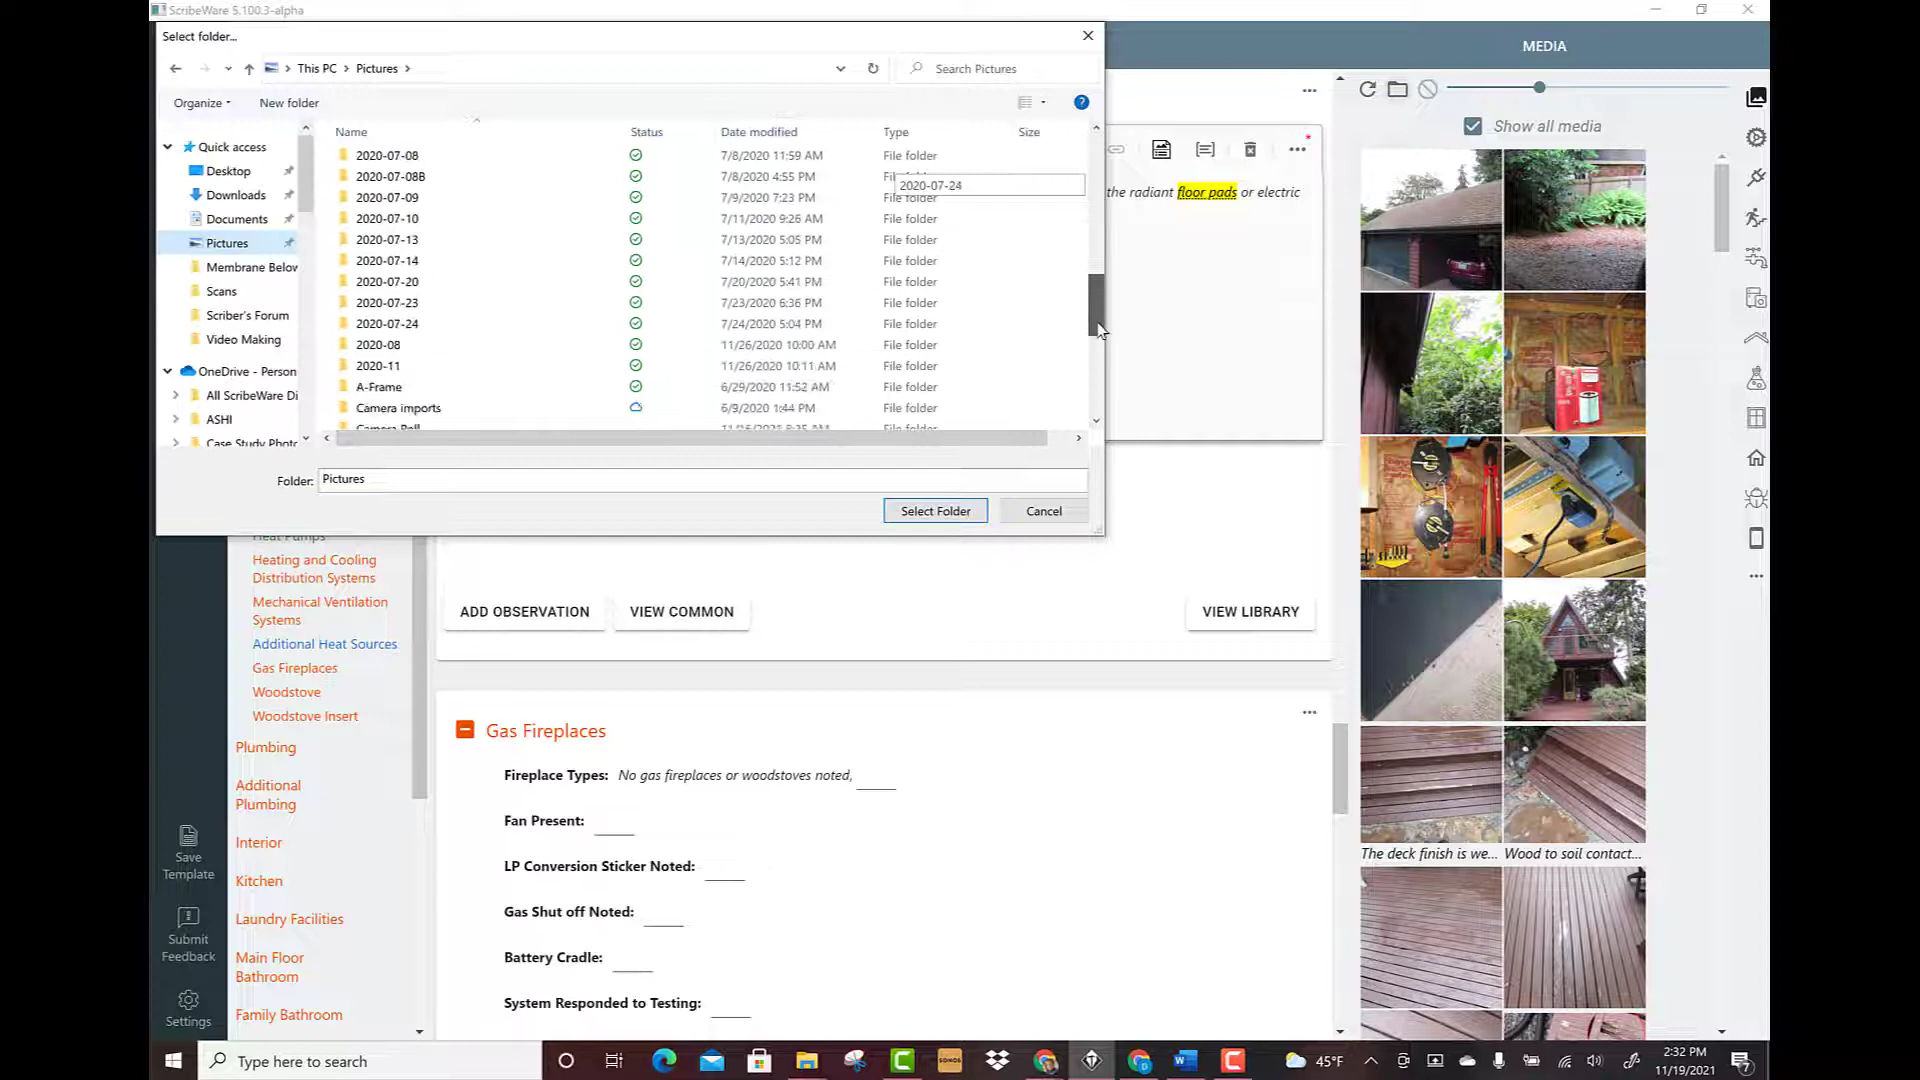 ScribeWare 5.100.3-alpha
Select folder...
This PC
Pictures
Search Pictures
Organize
New folder
Name
Status
Date modified
Type
Size
2020-07-08
7/8/2020 11:59 AM
File folder
2020-07-08B
7/8/2020 4:55 PM
File folder
2020-07-24
2020-07-09
7/9/2020 7:23 PM
File folder
2020-07-10
7/11/2020 9:26 AM
File folder
2020-07-13
7/13/2020 5:05 PM
File folder
2020-07-14
7/14/2020 5:12 PM
File folder
2020-07-20
7/20/2020 5:41 PM
File folder
2020-07-23
7/23/2020 6:36 PM
File folder
2020-07-24
7/24/2020 5:04 PM
File folder
2020-08
11/26/2020 10:00 AM
File folder
2020-11
11/26/2020 10:11 AM
File folder
A-Frame
6/29/2020 11:52 AM
File folder
Camera imports
6/9/2020 1:44 PM
File folder
Camera Roll
File folder
Quick access
Desktop
Downloads
Documents
Pictures
Membrane Below
Scans
Scriber's Forum
Video Making
OneDrive - Person
All ScribeWare Di
ASHI
Case Study Photo
Folder:
Pictures
Select Folder
Cancel
MEDIA
Show all media
the radiant floor pads or electric
Heat Pumps
Heating and Cooling
Distribution Systems
Mechanical Ventilation
Systems
Additional Heat Sources
Gas Fireplaces
Woodstove
Woodstove Insert
Plumbing
Additional
Plumbing
Interior
Kitchen
Laundry Facilities
Main Floor
Bathroom
Family Bathroom
Save
Template
Submit
Feedback
Settings
ADD OBSERVATION
VIEW COMMON
VIEW LIBRARY
Gas Fireplaces
Fireplace Types: No gas fireplaces or woodstoves noted,
Fan Present:
LP Conversion Sticker Noted:
Gas Shut off Noted:
Battery Cradle:
System Responded to Testing:
The deck finish is we...
Wood to soil contact...
Type here to search
SONOS
45°F
2:32 PM
11/19/2021
7